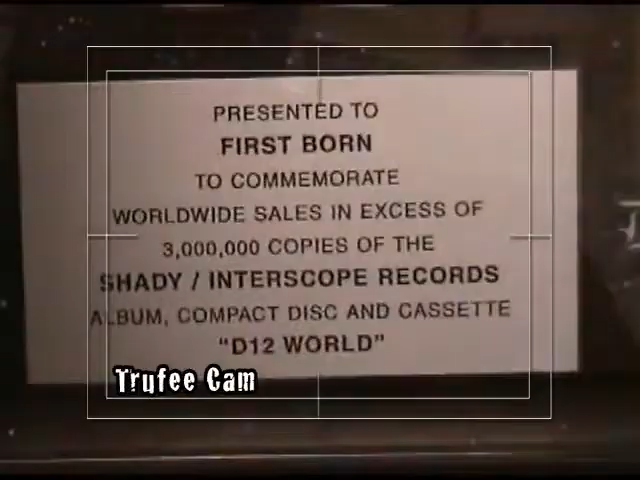 PRESENTED TO
FIRST BORN
TO COMMEMORATE
WORLDWIDE SALES IN EXCESS OF
3,000,000 COPIES OF THE
SHADY / INTERSCOPE RECORDS
ALBUM, COMPACT DISC AND CASSETTE
"D12 WORLD"
Trufee Cam